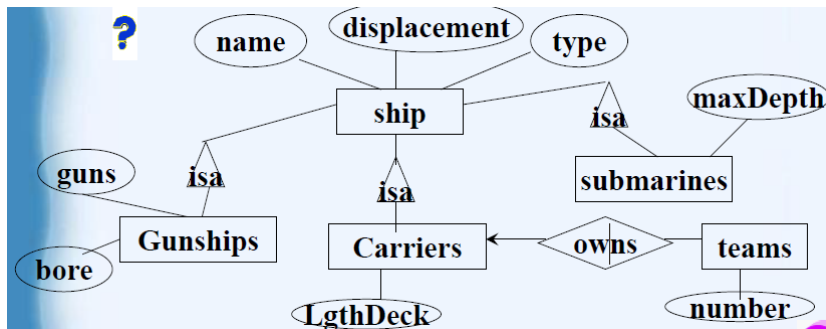 ?
name
displacement
type
ship
isa
maxDepth
guns
isa
isa
submarines
Gunships
Carriers
owns
teams
bore
LgthDeck
number